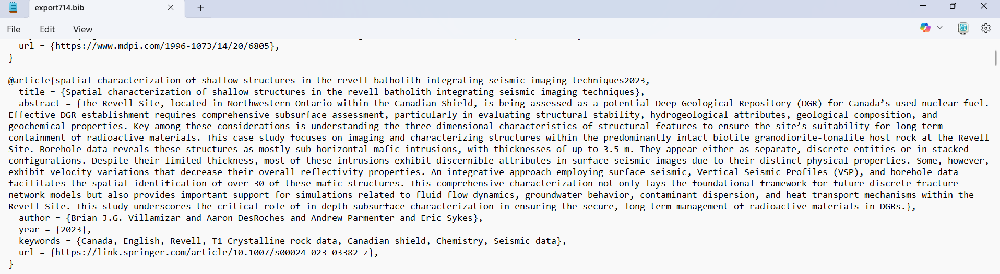 export714.bib
File Edit View
url = {https://www.mdpi.com/1996-1073/14/20/6805},
}
@article{spatial_characterization_of_shallow_structures_in_the_revell_batholith_integrating_seismic_imaging_techniques2023,
title = {Spatial characterization of shallow structures in the revell batholith integrating seismic imaging techniques},
abstract = {The Revell Site, located in Northwestern Ontario within the Canadian Shield, is being assessed as a potential Deep Geological Repository (DGR) for Canada’s used nuclear fuel.
Effective DGR establishment requires comprehensive subsurface assessment, particularly in evaluating structural stability, hydrogeological attributes, geological composition, and
geochemical properties. Key among these considerations is understanding the three-dimensional characteristics of structural features to ensure the site’s suitability for long-term
containment of radioactive materials. This case study focuses on imaging and characterizing structures within the predominantly intact biotite granodiorite-tonalite host rock at the Revell
Site. Borehole data reveals these structures as mostly sub-horizontal mafic intrusions, with thicknesses of up to 3.5 m. They appear either as separate, discrete entities or in stacked
configurations. Despite their limited thickness, most of these intrusions exhibit discernible attributes in surface seismic images due to their distinct physical properties. Some, however,
exhibit velocity variations that decrease their overall reflectivity properties. An integrative approach employing surface seismic, Vertical Seismic Profiles (VSP), and borehole data
facilitates the spatial identification of over 30 of these mafic structures. This comprehensive characterization not only lays the foundational framework for future discrete fracture
network models but also provides important support for simulations related to fluid flow dynamics, groundwater behavior, contaminant dispersion, and heat transport mechanisms within the
Revell Site. This study underscores the critical role of in-depth subsurface characterization in ensuring the secure, long-term management of radioactive materials in DGRs.},
author = {Brian J.G. Villamizar and Aaron DesRoches and Andrew Parmenter and Eric Sykes},
year = {2023},
keywords = {Canada, English, Revell, T1 Crystalline rock data, Canadian shield, Chemistry, Seismic data},
url = {https://link.springer.com/article/10.1007/s00024-023-03382-z},
}